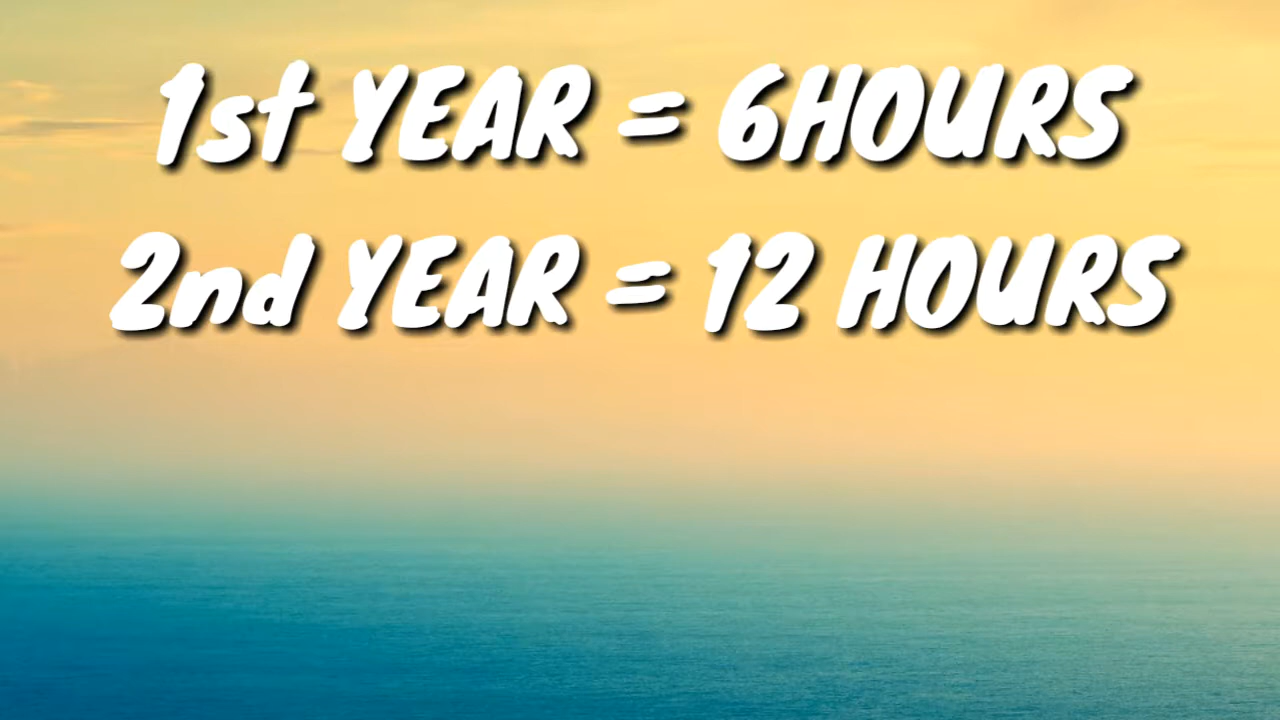 1st YEAR = 6HOURS
2nd YEAR = 12 HOURS